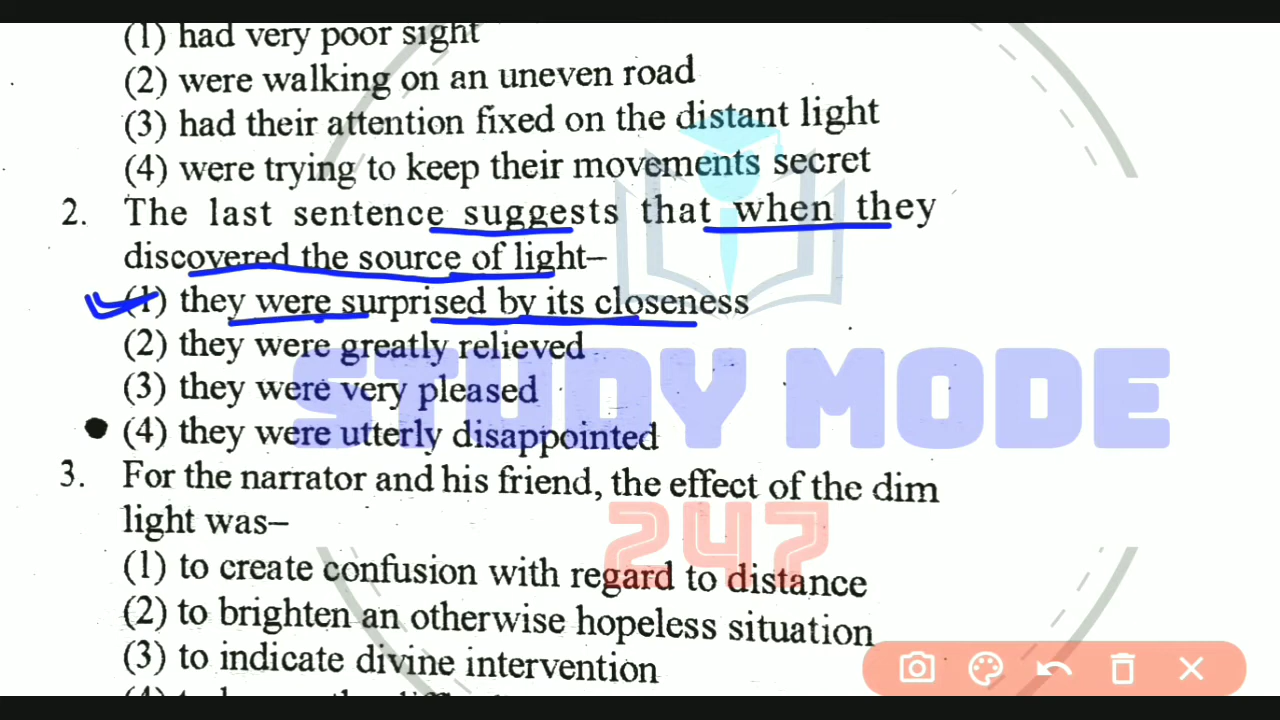 (1) had very poor sight
(2) were walking on an uneven road
(3) had their attention fixed on the distant light
(4) were trying to keep their movements secret
2. The last sentence suggests that when they
discovered the source of light–
(1) they were surprised by its closeness
(2) they were greatly relieved
(3) they were very pleased
(4) they were utterly disappointed
STUDY MODE
3. For the narrator and his friend, the effect of the dim
light was–
247
(1) to create confusion with regard to distance
(2) to brighten an otherwise hopeless situation
(3) to indicate divine intervention